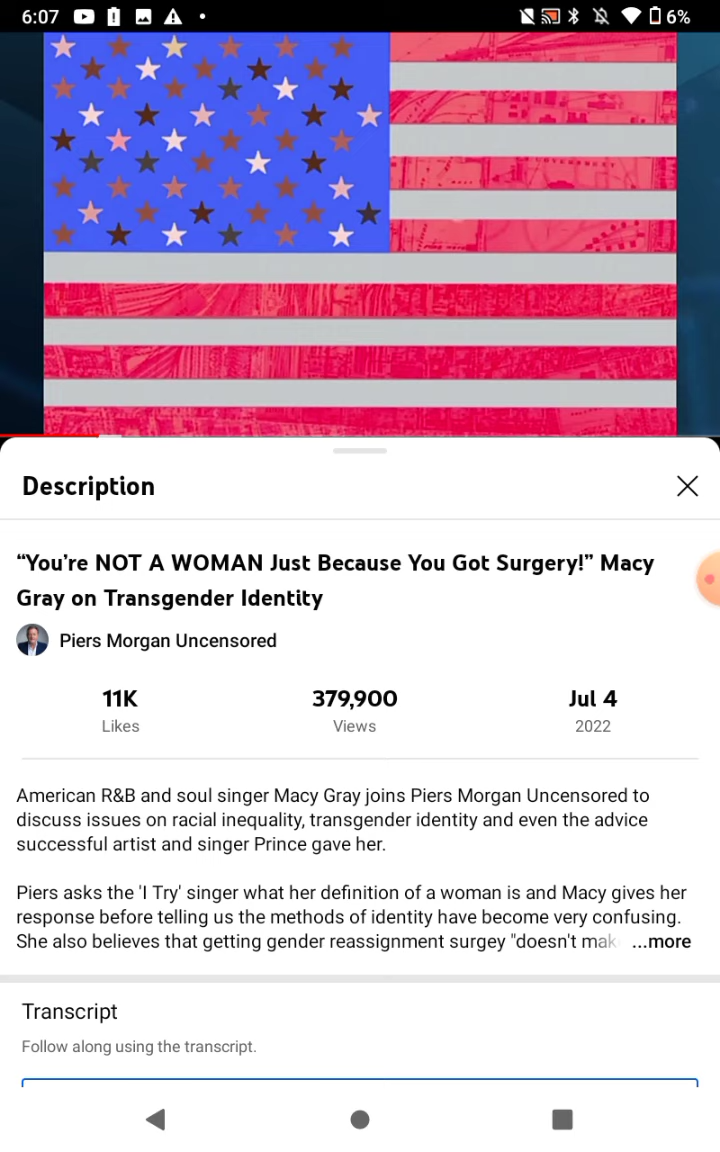 6:07
6%
Description
“You’re NOT A WOMAN Just Because You Got Surgery!” Macy
Gray on Transgender Identity
Piers Morgan Uncensored
11K
Likes
379,900
Views
Jul 4
2022
American R&B and soul singer Macy Gray joins Piers Morgan Uncensored to
discuss issues on racial inequality, transgender identity and even the advice
successful artist and singer Prince gave her.
Piers asks the 'I Try' singer what her definition of a woman is and Macy gives her
response before telling us the methods of identity have become very confusing.
She also believes that getting gender reassignment surgey "doesn't mak ...more
Transcript
Follow along using the transcript.